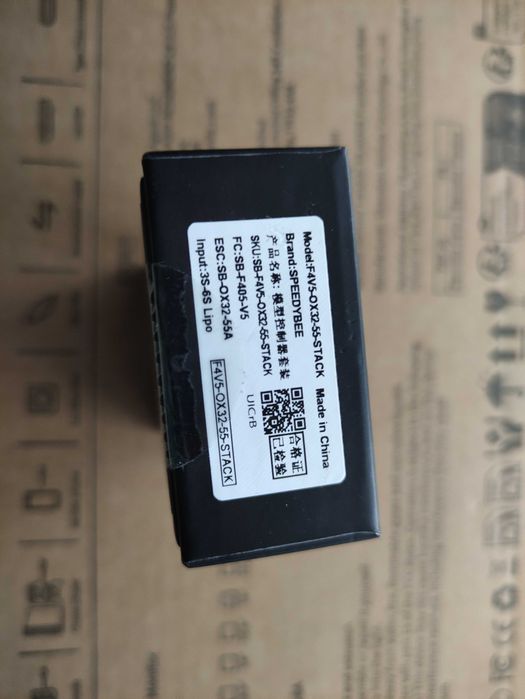 Model:F4V5-OX32-55-STACK Made in China
Brand:SPEEDYBEE
产品名称:模型控制器套装
SKU:SB-F4V5-OX32-55-STACK
FC:SB-F405-V5
ESC:SB-OX32-55A
Input:3S-6S Lipo
合格证
已检验
UICrB
F4V5-OX32-55-STACK